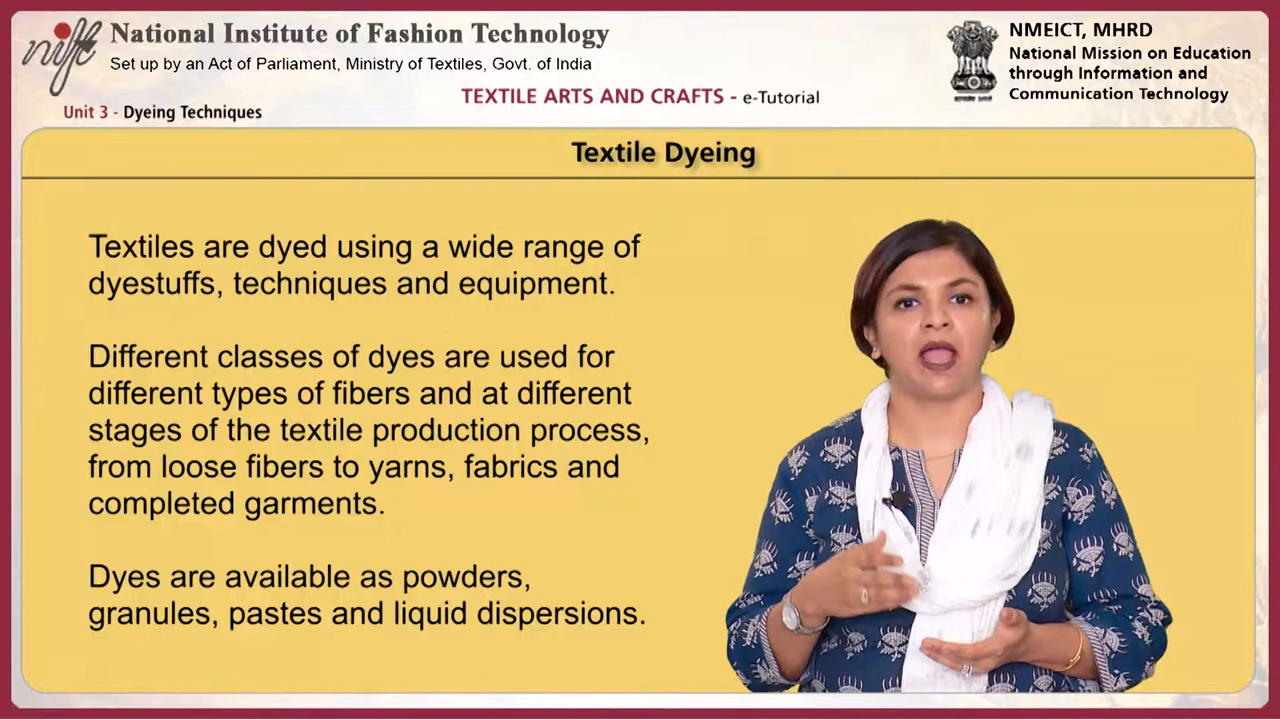 nift
National Institute of Fashion Technology
Set up by an Act of Parliament, Ministry of Textiles, Govt. of India
NMEICT, MHRD
National Mission on Education
through Information and
Communication Technology
TEXTILE ARTS AND CRAFTS - e-Tutorial
Unit 3 - Dyeing Techniques
Textile Dyeing
Textiles are dyed using a wide range of
dyestuffs, techniques and equipment.
Different classes of dyes are used for
different types of fibers and at different
stages of the textile production process,
from loose fibers to yarns, fabrics and
completed garments.
Dyes are available as powders,
granules, pastes and liquid dispersions.